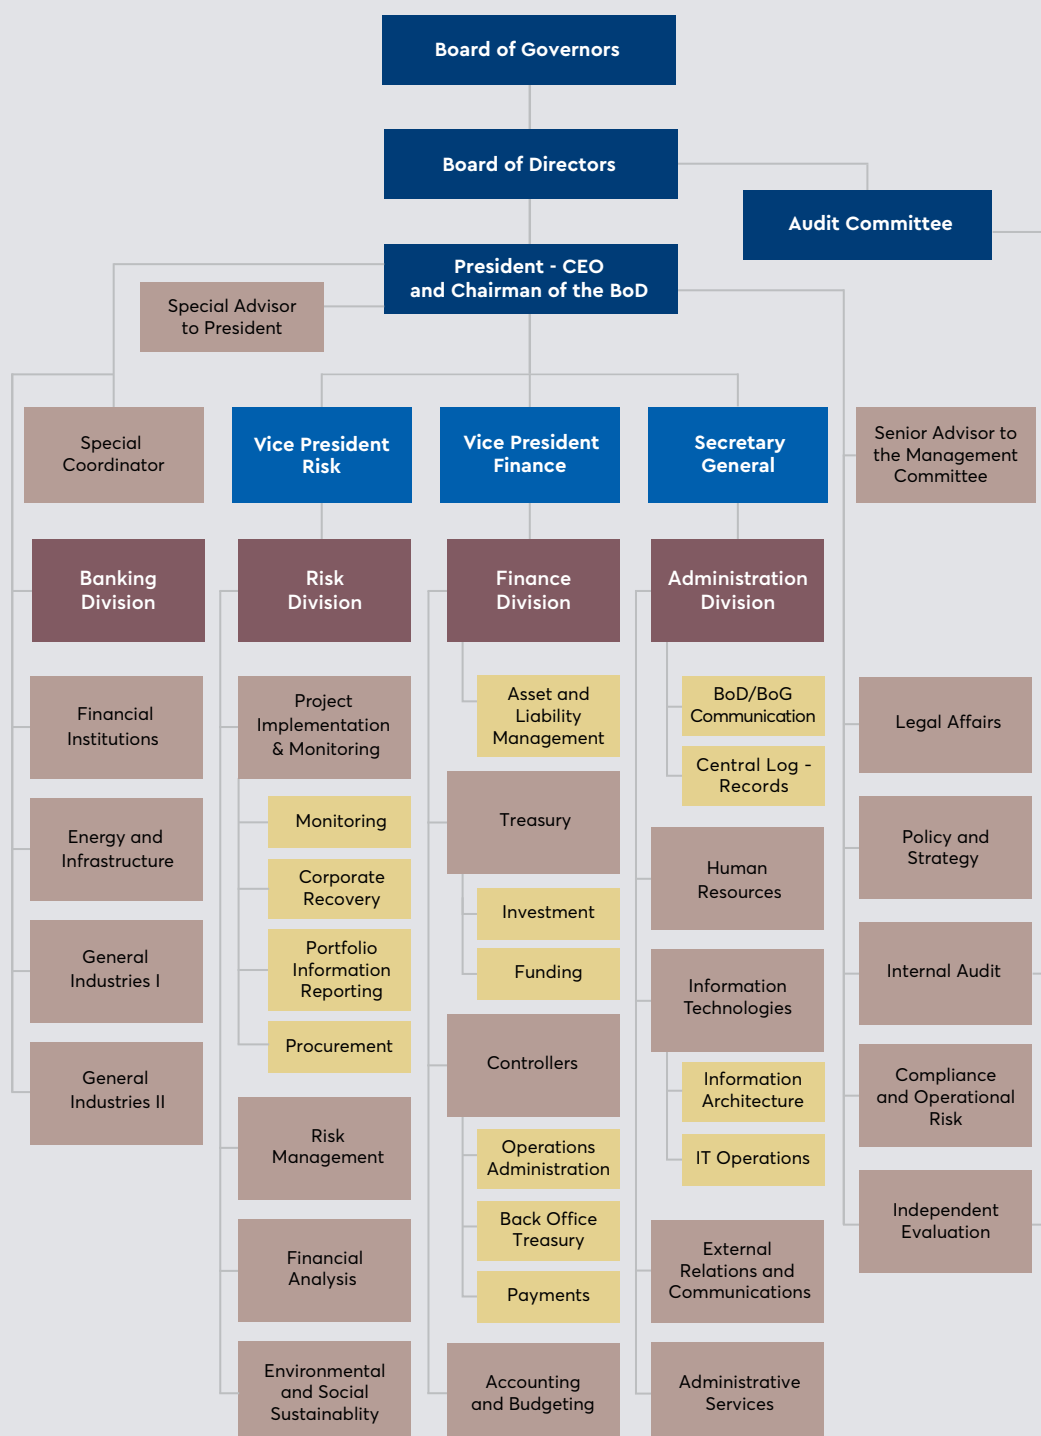 Board of Governors
Board of Directors
Audit Committee
President - CEO
and Chairman of the BoD
Special Advisor
to President
Special
Coordinator
Vice President
Risk
Vice President
Finance
Secretary
General
Senior Advisor to
the Management
Committee
Banking
Division
Financial
Institutions
Energy and
Infrastructure
General
Industries I
General
Industries II
Risk
Division
Project
Implementation
& Monitoring
Monitoring
Corporate
Recovery
Portfolio
Information
Reporting
Procurement
Risk
Management
Financial
Analysis
Environmental
and Social
Sustainablity
Finance
Division
Asset and
Liability
Management
Treasury
Investment
Funding
Controllers
Operations
Administration
Back Office
Treasury
Payments
Accounting
and Budgeting
Administration
Division
BoD/BoG
Communication
Central Log -
Records
Human
Resources
Information
Technologies
Information
Architecture
IT Operations
External
Relations and
Communications
Administrative
Services
Legal Affairs
Policy and
Strategy
Internal Audit
Compliance
and Operational
Risk
Independent
Evaluation